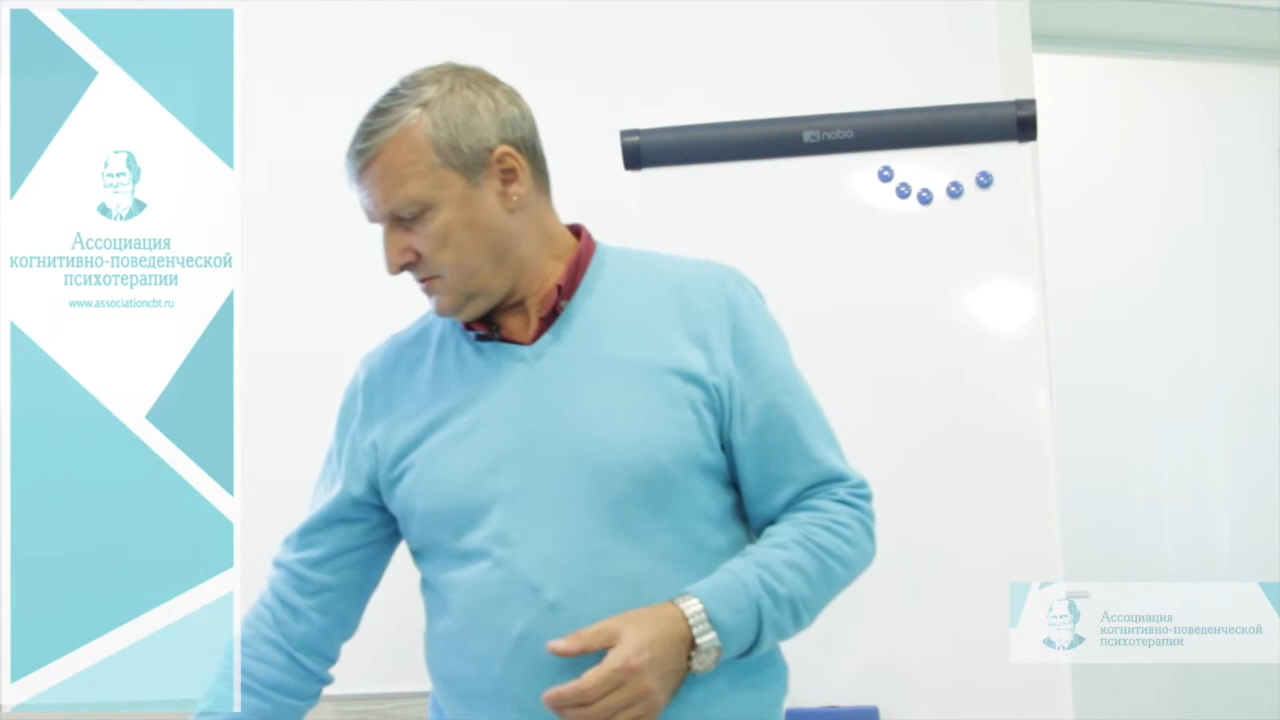 Ассоциация
когнитивно-поведенческой
психотерапии
www.associationcbt.ru
nobo
Ассоциация
когнитивно-поведенческой
психотерапии